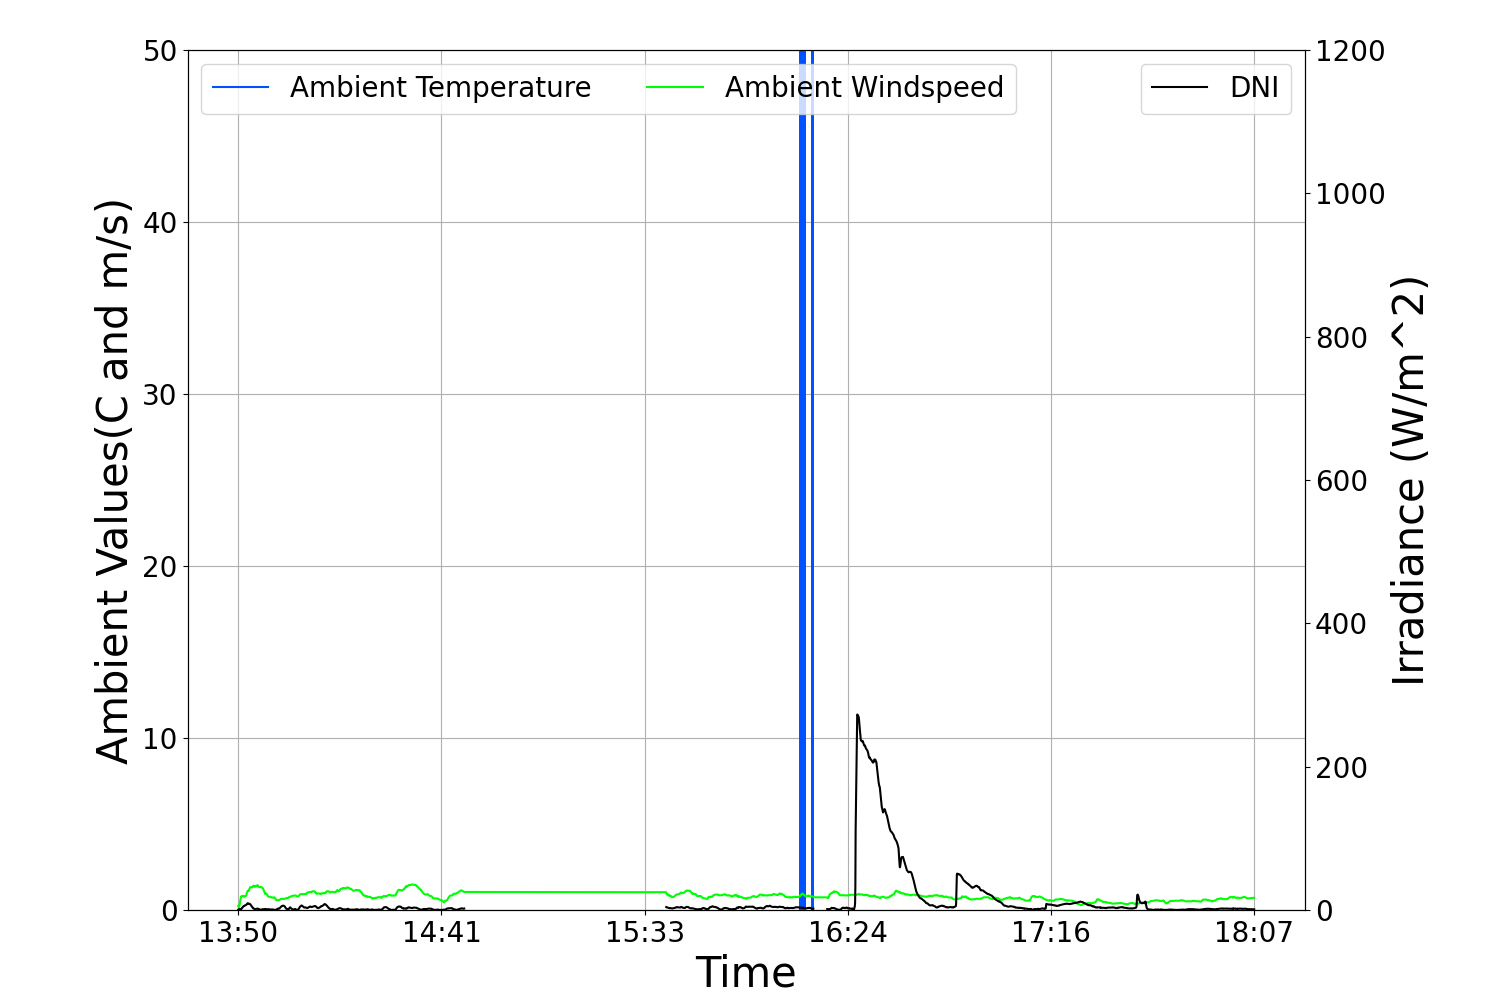 Ambient Temperature Ambient Windspeed DNI
Ambient Values(C and m/s)
50
40
30
20
10
0
1200
1000
800
600
400
200
0
Irradiance (W/m^2)
13:50 14:41 15:33 16:24 17:16 18:07
Time